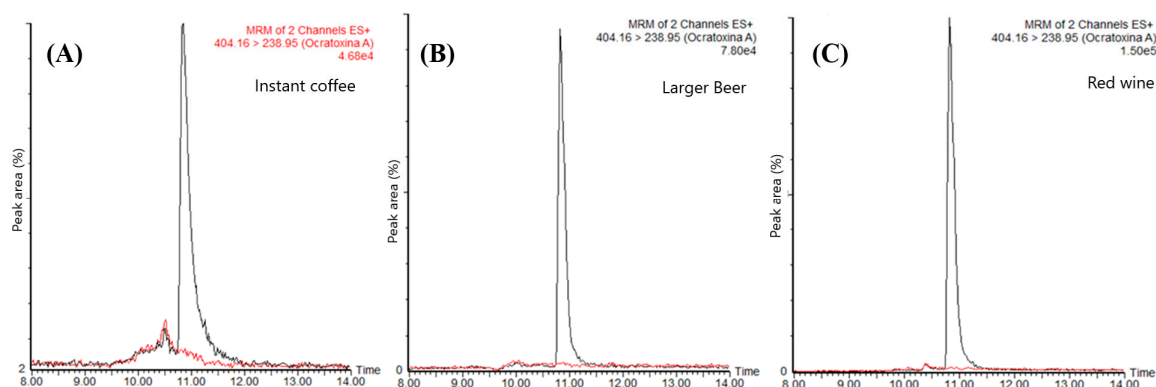 (A)
MRM of 2 Channels ES+
404.16 > 238.95 (Ocratoxina A)
4.68e4
Instant coffee
Peak area (%)
2
8.00 9.00 10.00 11.00 12.00 13.00 14.00
Time
%
(B)
MRM of 2 Channels ES+
404.16 > 238.95 (Ocratoxina A)
7.80e4
Larger Beer
Peak area (%)
0
8.00 9.00 10.00 11.00 12.00 13.00 14.00
Time
(C)
MRM of 2 Channels ES+
404.16 > 238.95 (Ocratoxina A)
1.50e5
Red wine
Peak area (%)
0
8.00 9.00 10.00 11.00 12.00 13.00 14.00
Time